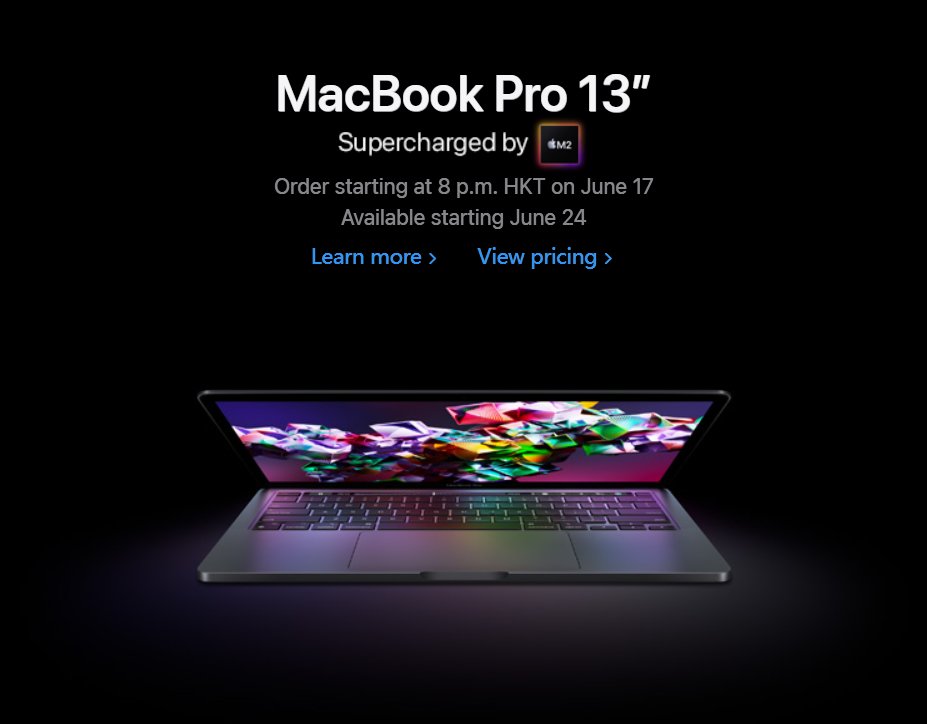 MacBook Pro 13″
Supercharged by M2
Order starting at 8 p.m. HKT on June 17
Available starting June 24
Learn more >
View pricing >